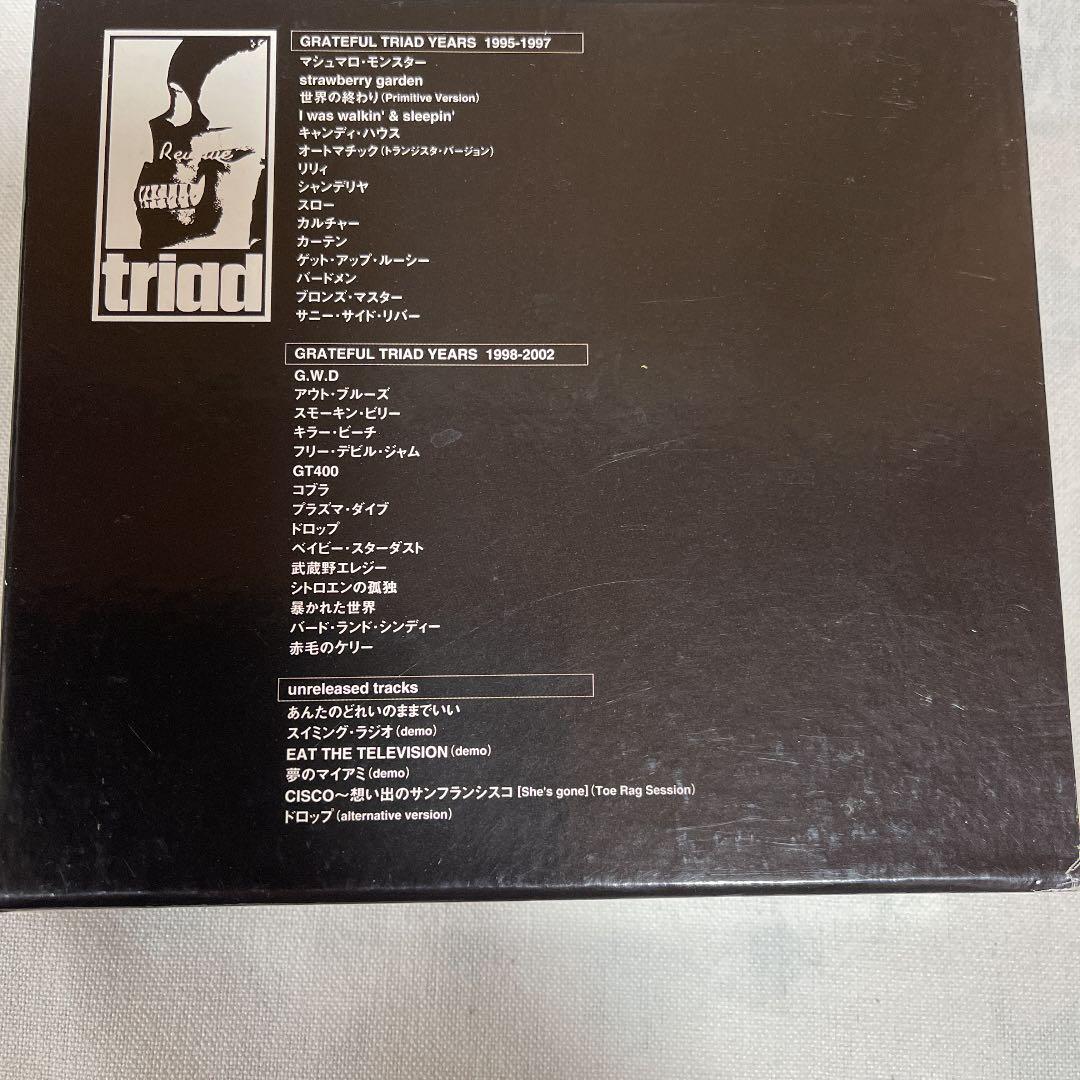 Revolve
triad
GRATEFUL TRIAD YEARS 1995-1997
マシュマロ・モンスター
strawberry garden
世界の終わり(Primitive Version)
I was walkin' & sleepin'
キャンディ・ハウス
オートマチック(トランジスタ・バージョン)
リリィ
シャンデリヤ
スロー
カルチャー
カーテン
ゲット・アップ・ルーシー
バードメン
ブロンズ・マスター
サニー・サイド・リバー
GRATEFUL TRIAD YEARS 1998-2002
G.W.D
アウト・ブルーズ
スモーキン・ビリー
キラー・ビーチ
フリー・デビル・ジャム
GT400
コブラ
プラズマ・ダイブ
ドロップ
ベイビー・スターダスト
武蔵野エレジー
シトロエンの孤独
暴かれた世界
バード・ランド・シンディー
赤毛のケリー
unreleased tracks
あんたのどれいのままでいい
スイミング・ラジオ(demo)
EAT THE TELEVISION(demo)
夢のマイアミ(demo)
CISCO〜想い出のサンフランシスコ[She's gone](Toe Rag Session)
ドロップ(alternative version)